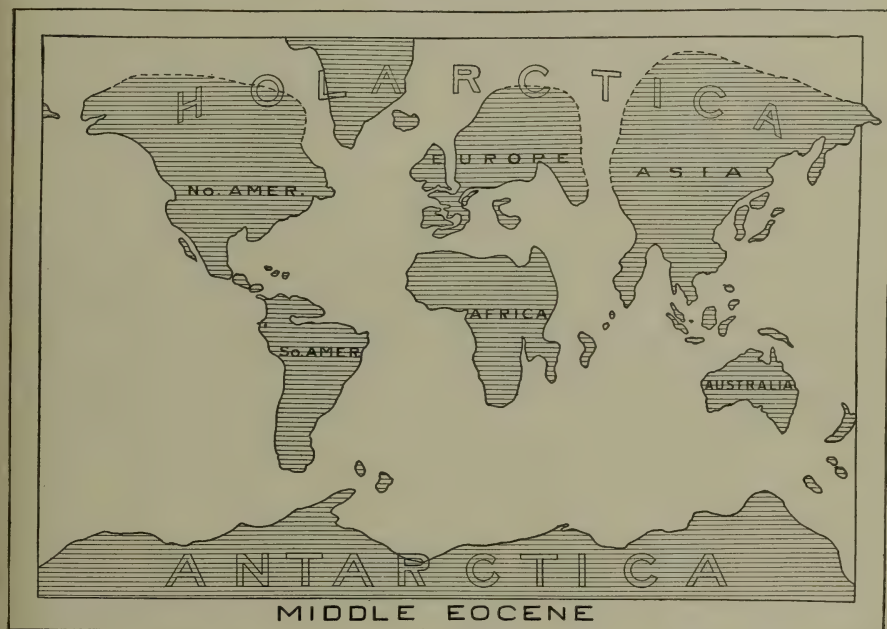 HOLARCTICA
EUROPE
ASIA
No. AMER.
AFRICA
So. AMER
AUSTRALIA
ANTARCTICA
MIDDLE EOCENE